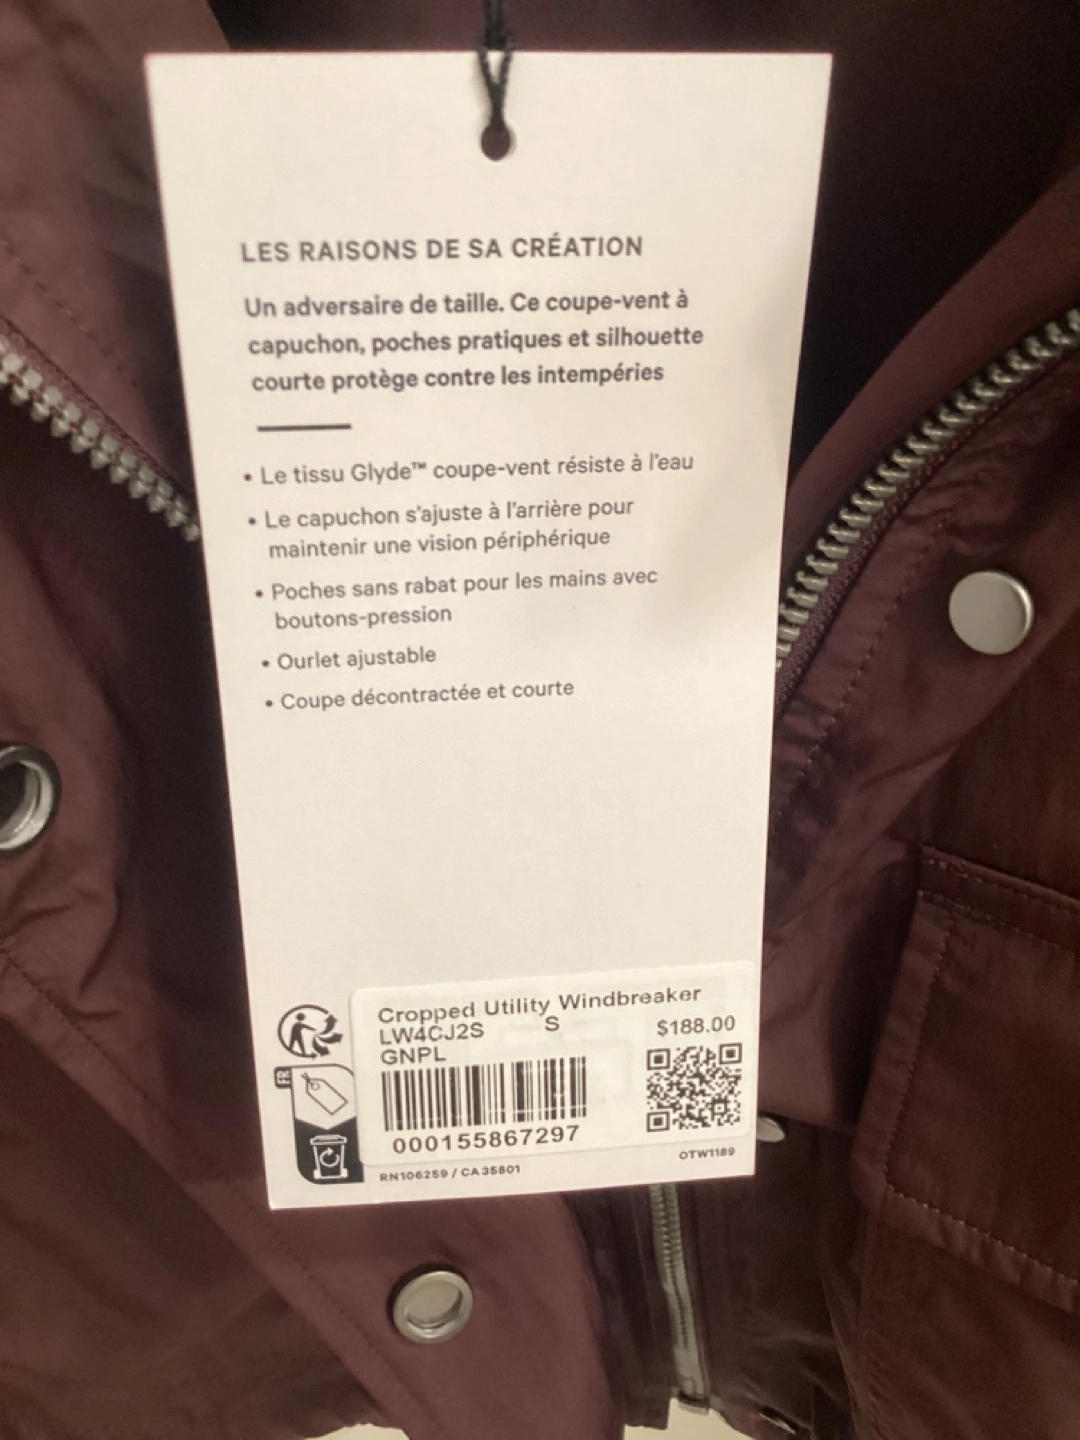 LES RAISONS DE SA CRÉATION
Un adversaire de taille. Ce coupe-vent à
capuchon, poches pratiques et silhouette
courte protège contre les intempéries
• Le tissu Glyde™ coupe-vent résiste à l'eau
• Le capuchon s'ajuste à l'arrière pour
maintenir une vision périphérique
• Poches sans rabat pour les mains avec
boutons-pression
• Ourlet ajustable
• Coupe décontractée et courte
Cropped Utility Windbreaker
LW4CJ2S S $188.00
GNPL
FR
000155867297
RN106259 / CA35801 OTW1189